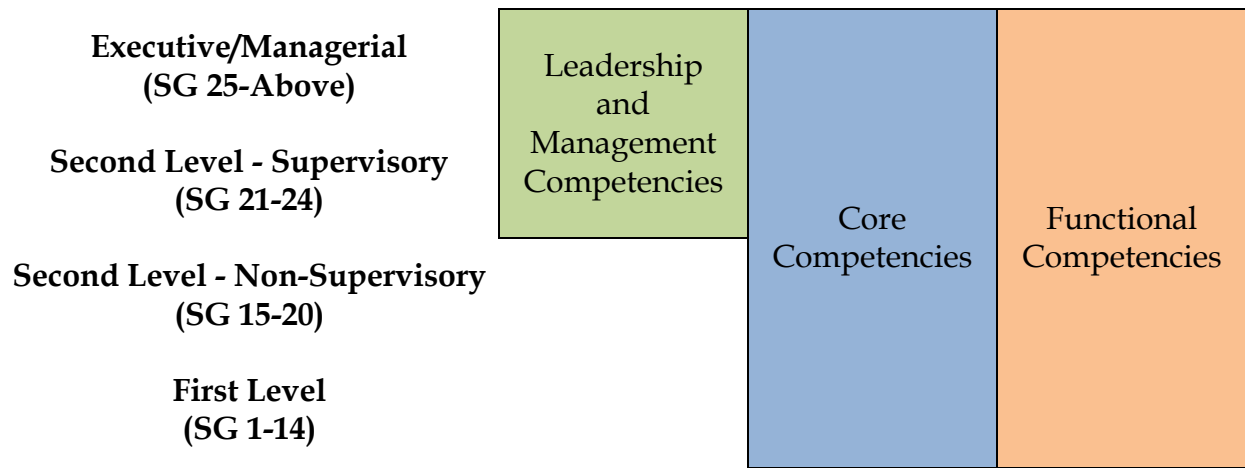 Executive/Managerial
(SG 25-Above)
Second Level - Supervisory
(SG 21-24)
Second Level - Non-Supervisory
(SG 15-20)
First Level
(SG 1-14)
Leadership
and
Management
Competencies
Core
Competencies
Functional
Competencies